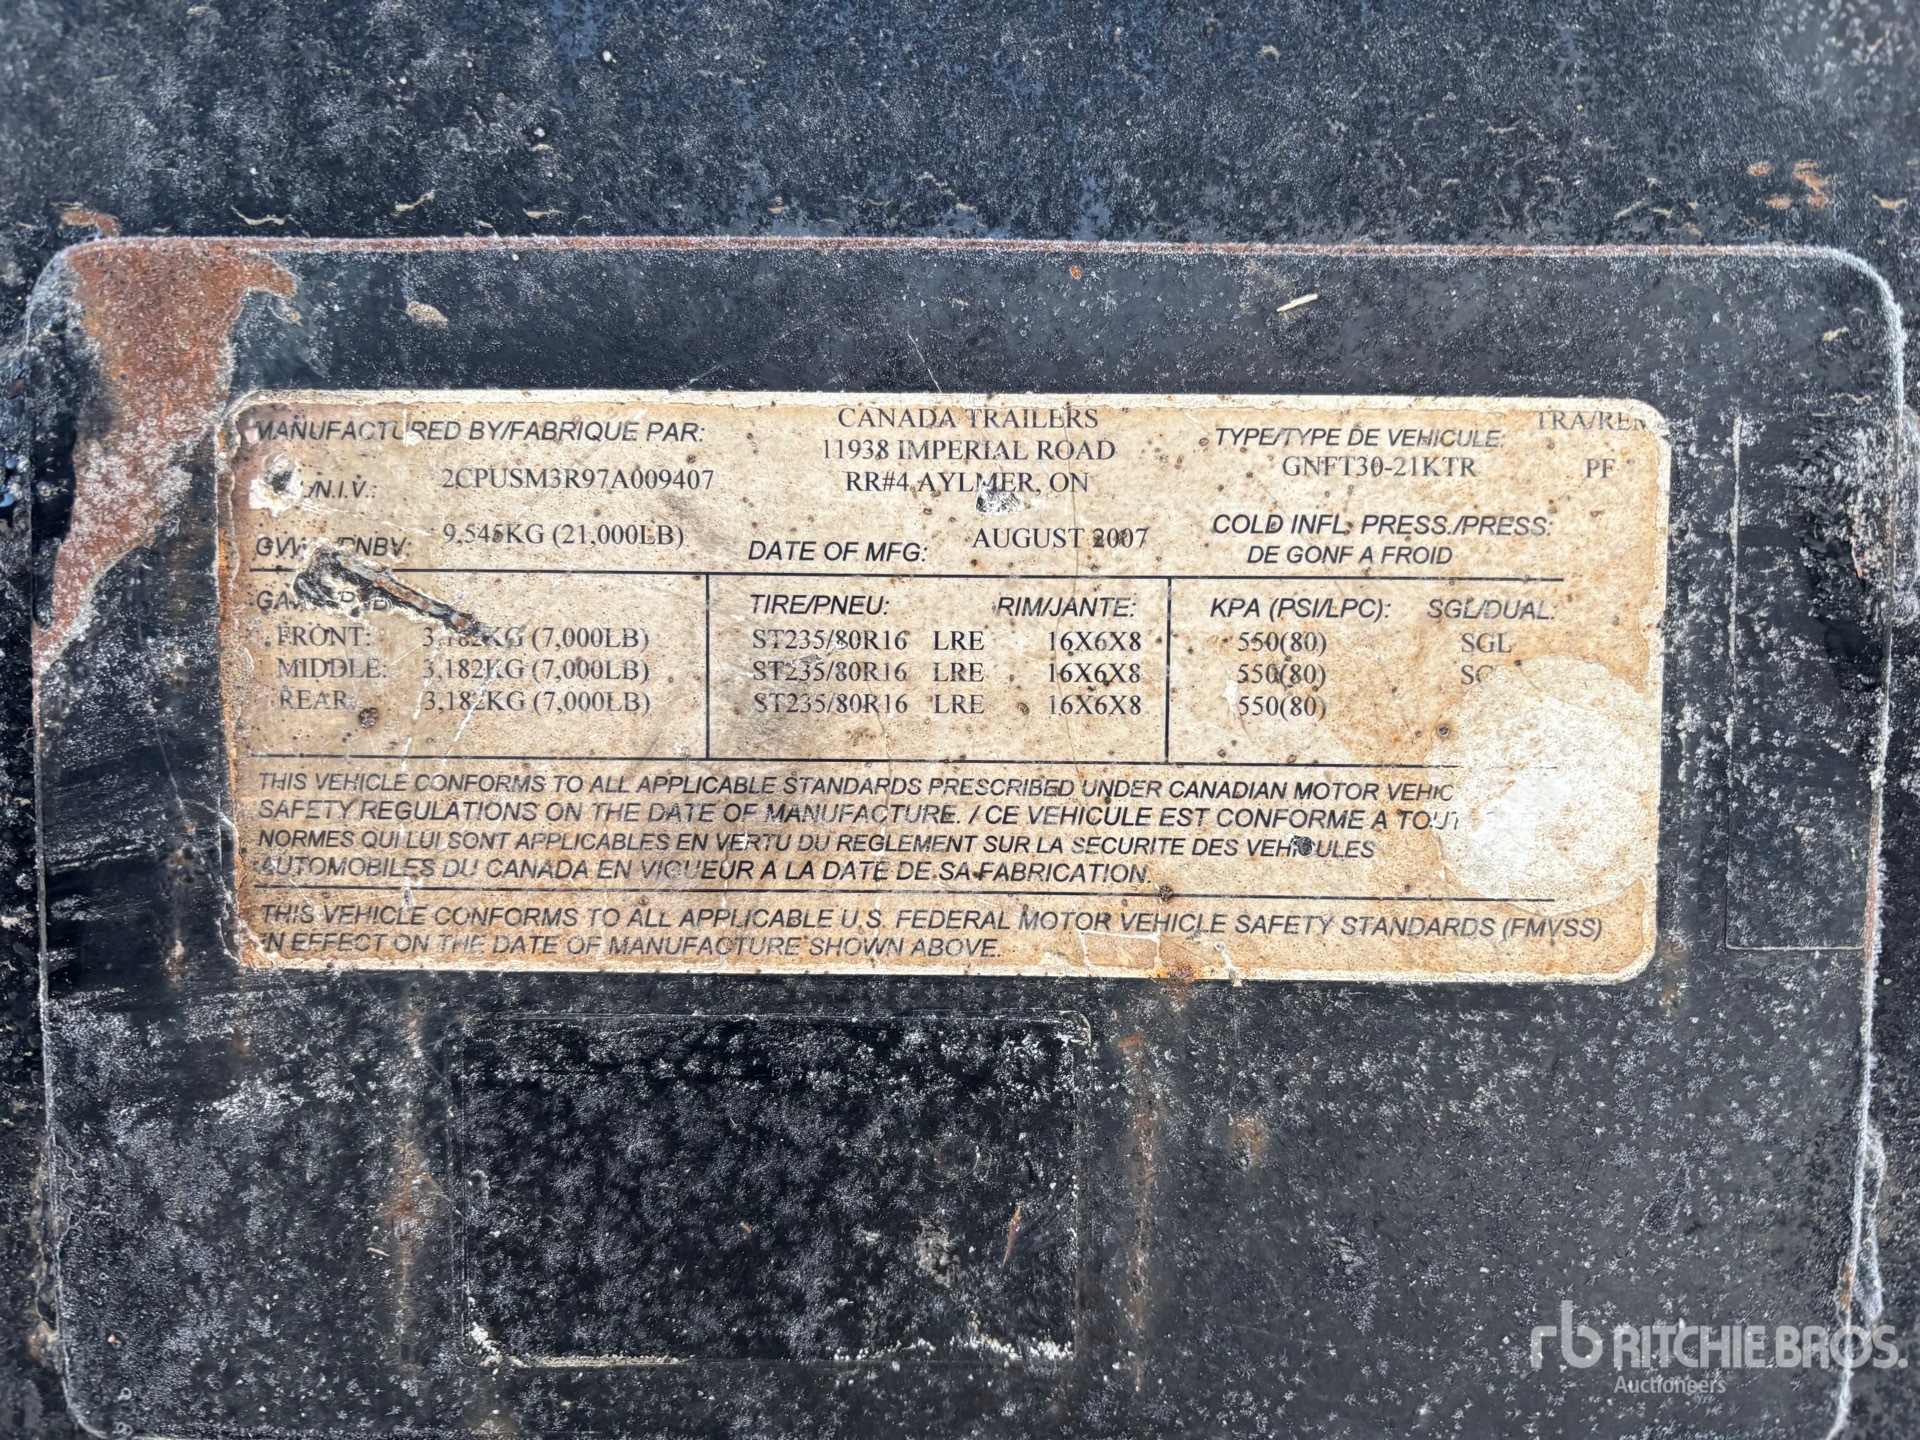 MANUFACTURED BY/FABRIQUE PAR: CANADA TRAILERS TYPE/TYPE DE VEHICULE: TRA/REM
11938 IMPERIAL ROAD GNFT30-21KTR PF
/N.I.V.: 2CPUSM3R97A009407 RR#4 AYLMER, ON
GVWR/PNBV: 9,545KG (21,000LB) DATE OF MFG: AUGUST 2007 COLD INFL. PRESS./PRESS:
DE GONF A FROID
TIRE/PNEU: RIM/JANTE: KPA (PSI/LPC): SGL/DUAL:
FRONT: 3,182KG (7,000LB) ST235/80R16 LRE 16X6X8 550(80) SGL
MIDDLE: 3,182KG (7,000LB) ST235/80R16 LRE 16X6X8 550(80)
REAR: 3,182KG (7,000LB) ST235/80R16 LRE 16X6X8 550(80)
THIS VEHICLE CONFORMS TO ALL APPLICABLE STANDARDS PRESCRIBED UNDER CANADIAN MOTOR VEHIC
SAFETY REGULATIONS ON THE DATE OF MANUFACTURE. / CE VEHICULE EST CONFORME A TOUT
NORMES QUI LUI SONT APPLICABLES EN VERTU DU REGLEMENT SUR LA SECURITE DES VEHICULES
AUTOMOBILES DU CANADA EN VIGUEUR A LA DATE DE SA FABRICATION.
THIS VEHICLE CONFORMS TO ALL APPLICABLE U.S. FEDERAL MOTOR VEHICLE SAFETY STANDARDS (FMVSS)
IN EFFECT ON THE DATE OF MANUFACTURE SHOWN ABOVE.
rb RITCHIE BROS.
Auctioneers